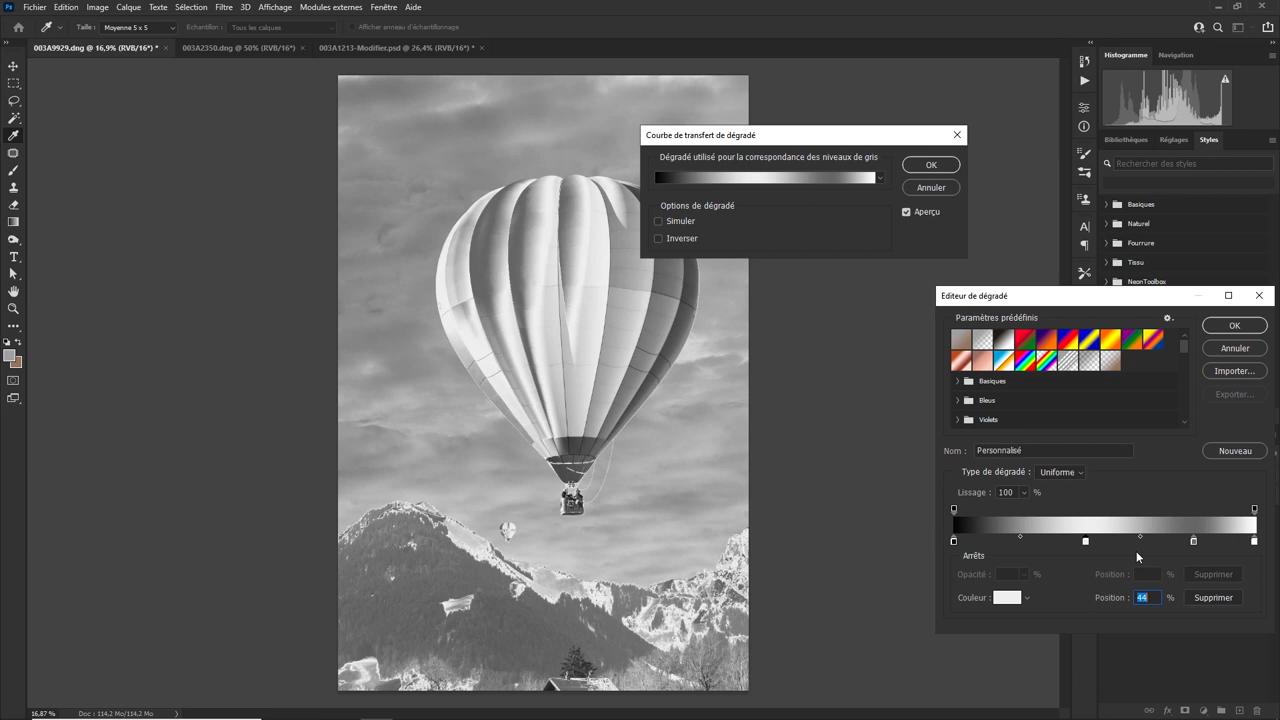 Ps Fichier Edition Image Calque Texte Sélection Filtre 3D Affichage Modules externes Fenêtre Aide
Taille : Moyenne 5 x 5 Echantillon : Tous les calques Afficher anneau d'échantillonnage
003A9929.dng @ 16,9% (RVB/16*) * × 003A2350.dng @ 50% (RVB/16*) × 003A1213-Modifier.psd @ 26,4% (RVB/16*) * ×
Histogramme Navigation
Bibliothèques Réglages Styles
Rechercher des styles
Basiques
Naturel
Fourrure
Tissu
NeonToolbox
Courbe de transfert de dégradé
Dégradé utilisé pour la correspondance des niveaux de gris
OK
Annuler
Options de dégradé
Aperçu
Simuler
Inverser
Editeur de dégradé
Paramètres prédéfinis
OK
Annuler
Importer...
Exporter...
Basiques
Bleus
Violets
Nom : Personnalisé
Nouveau
Type de dégradé : Uniforme
Lissage : 100 %
Arrêts
Opacité : % Position : % Supprimer
Couleur : Position : 44 % Supprimer
16,87 % Doc : 114,2 Mo/114,2 Mo